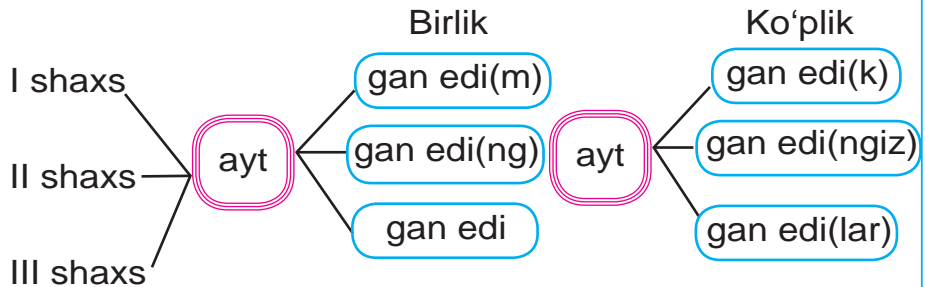 Birlik
Ko‘plik
I shaxs
II shaxs
III shaxs
ayt
gan edi(m)
gan edi(ng)
gan edi
ayt
gan edi(k)
gan edi(ngiz)
gan edi(lar)